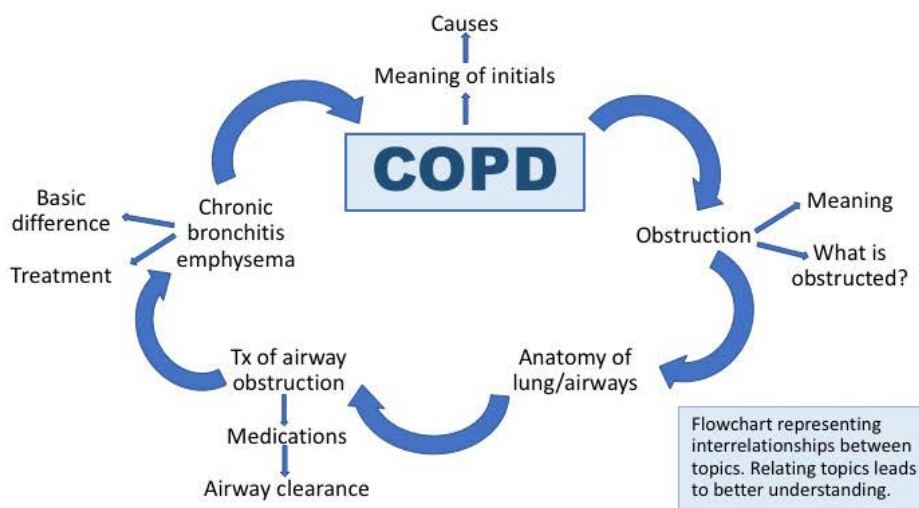 Causes
Meaning of initials
COPD
Obstruction
Meaning
What is
obstructed?
Anatomy of
lung/airways
Tx of airway
obstruction
Medications
Airway clearance
Chronic
bronchitis
emphysema
Basic
difference
Treatment
Flowchart representing
interrelationships between
topics. Relating topics leads
to better understanding.